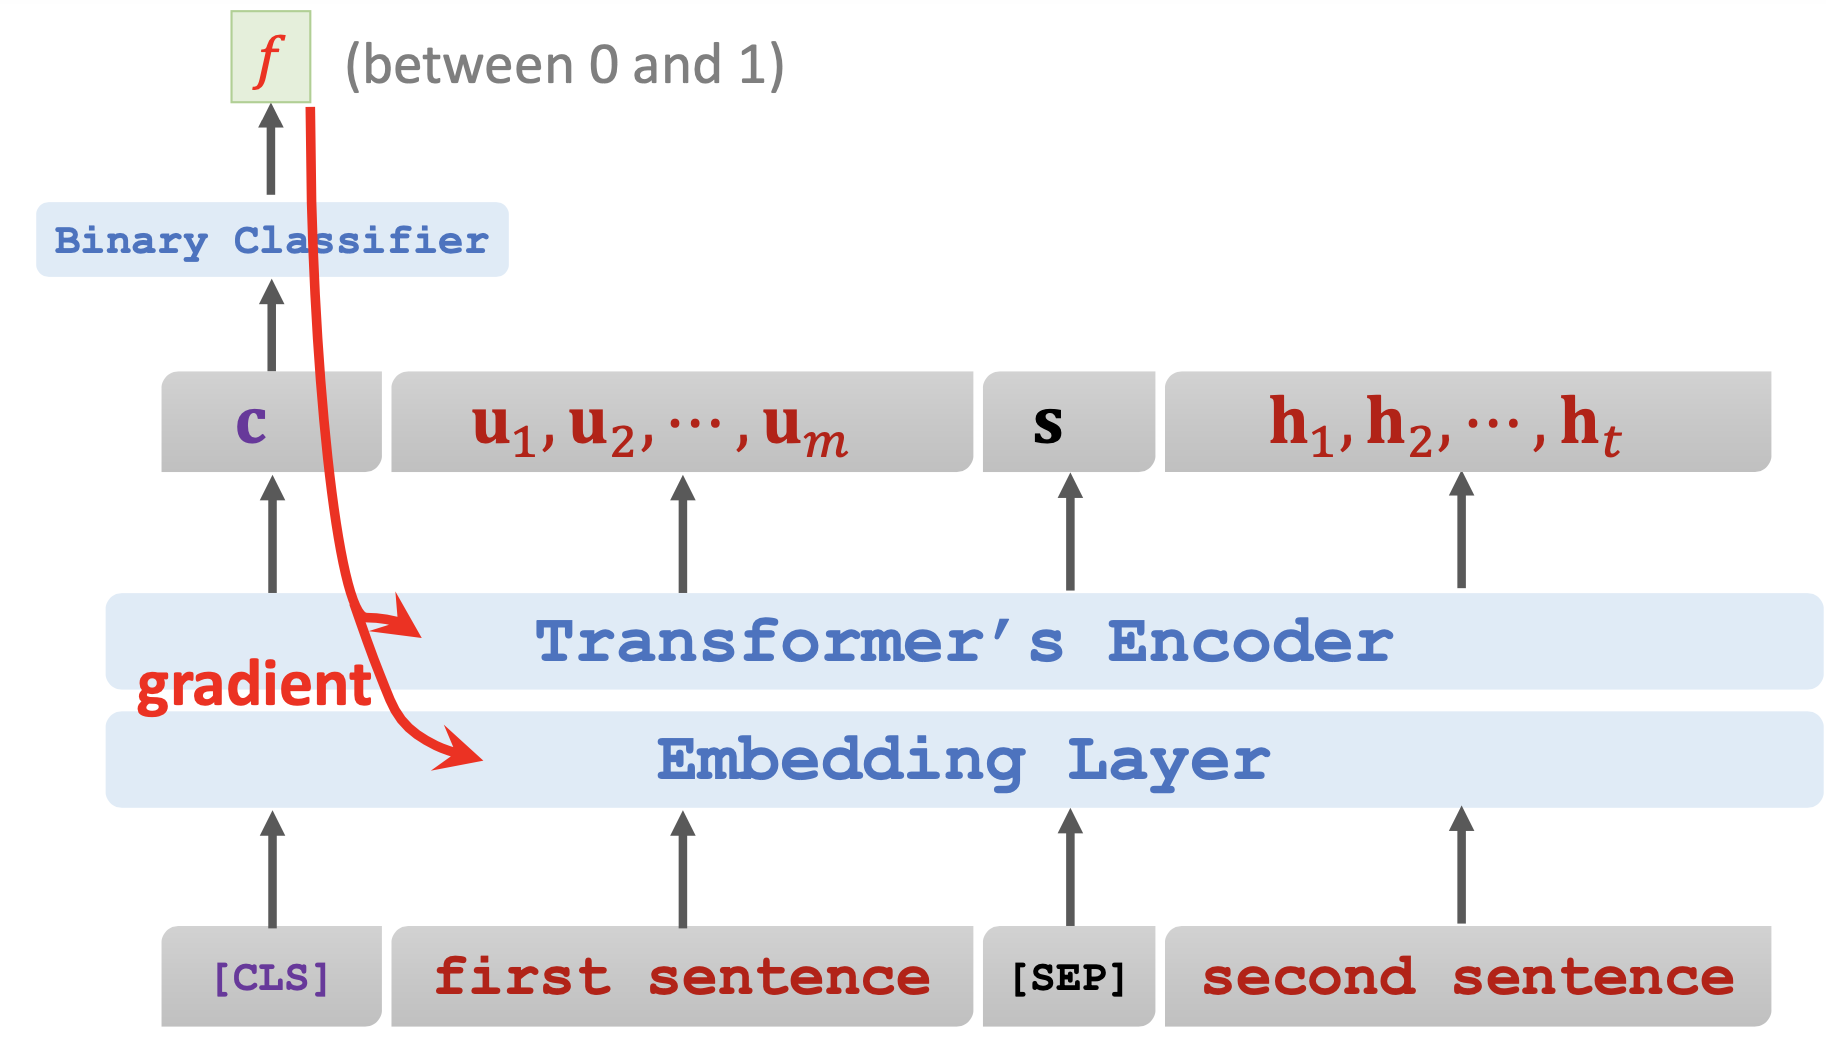 f (between 0 and 1)
Binary Classifier
c u₁, u₂, ⋯ , uₘ s h₁, h₂, ⋯ , hₜ
Transformer’s Encoder
gradient
Embedding Layer
[CLS] first sentence [SEP] second sentence